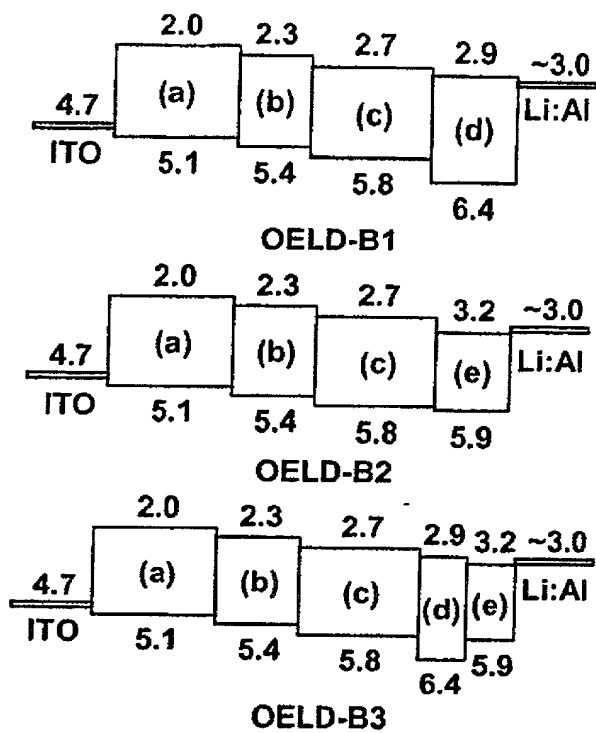 2.0 2.3 2.7 2.9 ~3.0
4.7 (a) (b) (c) (d) Li:Al
ITO 5.1 5.4 5.8 6.4
OELD-B1
2.0 2.3 2.7 3.2 ~3.0
4.7 (a) (b) (c) (e) Li:Al
ITO 5.1 5.4 5.8 5.9
OELD-B2
2.0 2.3 2.7 2.9 3.2 ~3.0
4.7 (a) (b) (c) (d) (e) Li:Al
ITO 5.1 5.4 5.8 6.4 5.9
OELD-B3